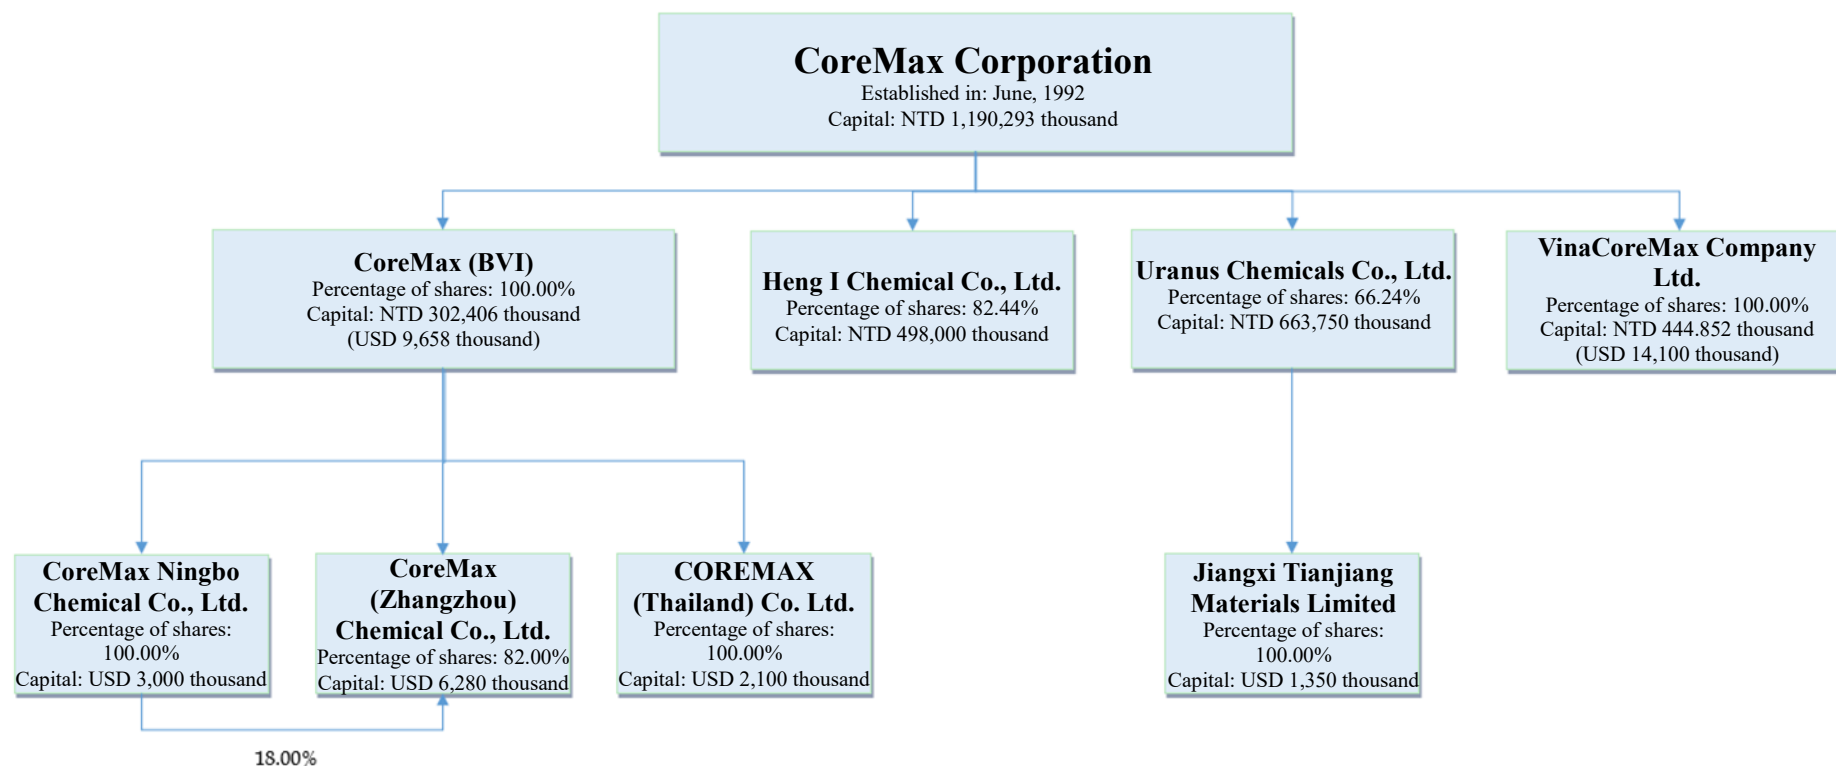 CoreMax Corporation
Established in: June, 1992
Capital: NTD 1,190,293 thousand
CoreMax (BVI)
Percentage of shares: 100.00%
Capital: NTD 302,406 thousand
(USD 9,658 thousand)
Heng I Chemical Co., Ltd.
Percentage of shares: 82.44%
Capital: NTD 498,000 thousand
Uranus Chemicals Co., Ltd.
Percentage of shares: 66.24%
Capital: NTD 663,750 thousand
VinaCoreMax Company
Ltd.
Percentage of shares: 100.00%
Capital: NTD 444.852 thousand
(USD 14,100 thousand)
CoreMax Ningbo
Chemical Co., Ltd.
Percentage of shares:
100.00%
Capital: USD 3,000 thousand
CoreMax
(Zhangzhou)
Chemical Co., Ltd.
Percentage of shares: 82.00%
Capital: USD 6,280 thousand
COREMAX
(Thailand) Co. Ltd.
Percentage of shares:
100.00%
Capital: USD 2,100 thousand
Jiangxi Tianjiang
Materials Limited
Percentage of shares:
100.00%
Capital: USD 1,350 thousand
18.00%